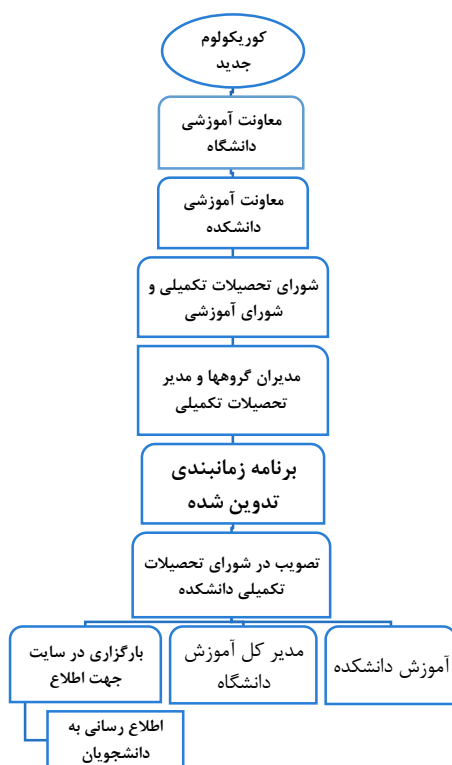 کوریکولوم
جدید
معاونت آموزشی
دانشگاه
معاونت آموزشی
دانشکده
شورای تحصیلات تکمیلی و
شورای آموزشی
مدیران گروهها و مدیر
تحصیلات تکمیلی
برنامه زمانبندی
تدوین شده
تصویب در شورای تحصیلات
تکمیلی دانشکده
آموزش دانشکده
مدیر کل آموزش
دانشگاه
بارگزاری در سایت
جهت اطلاع
اطلاع رسانی به
دانشجویان